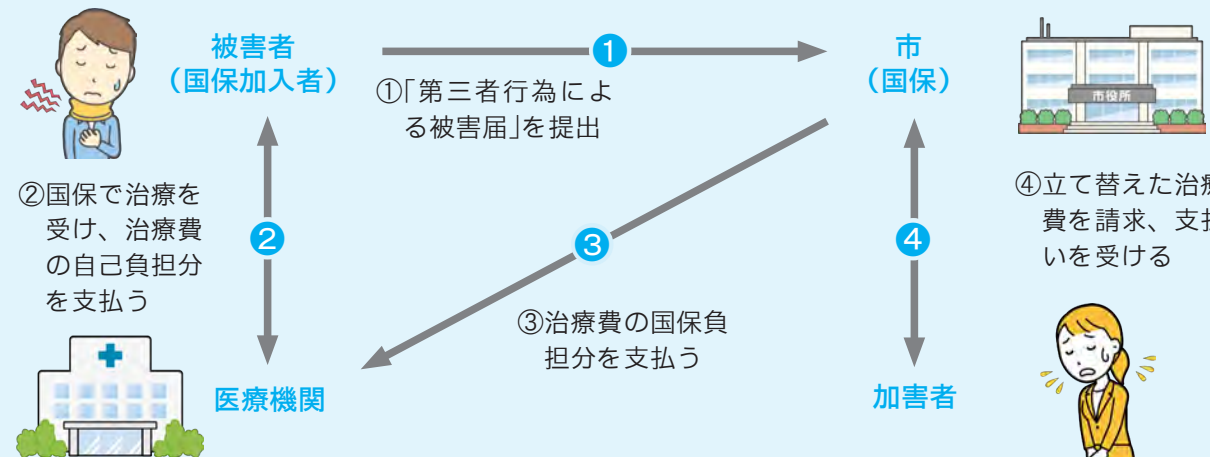 被害者
（国保加入者）
1
①「第三者行為によ
る被害届」を提出
市
（国保）
市役所
②国保で治療を
受け、治療費
の自己負担分
を支払う
2
3
4
④立て替えた治療
費を請求、支払
いを受ける
③治療費の国保負
担分を支払う
医療機関
加害者